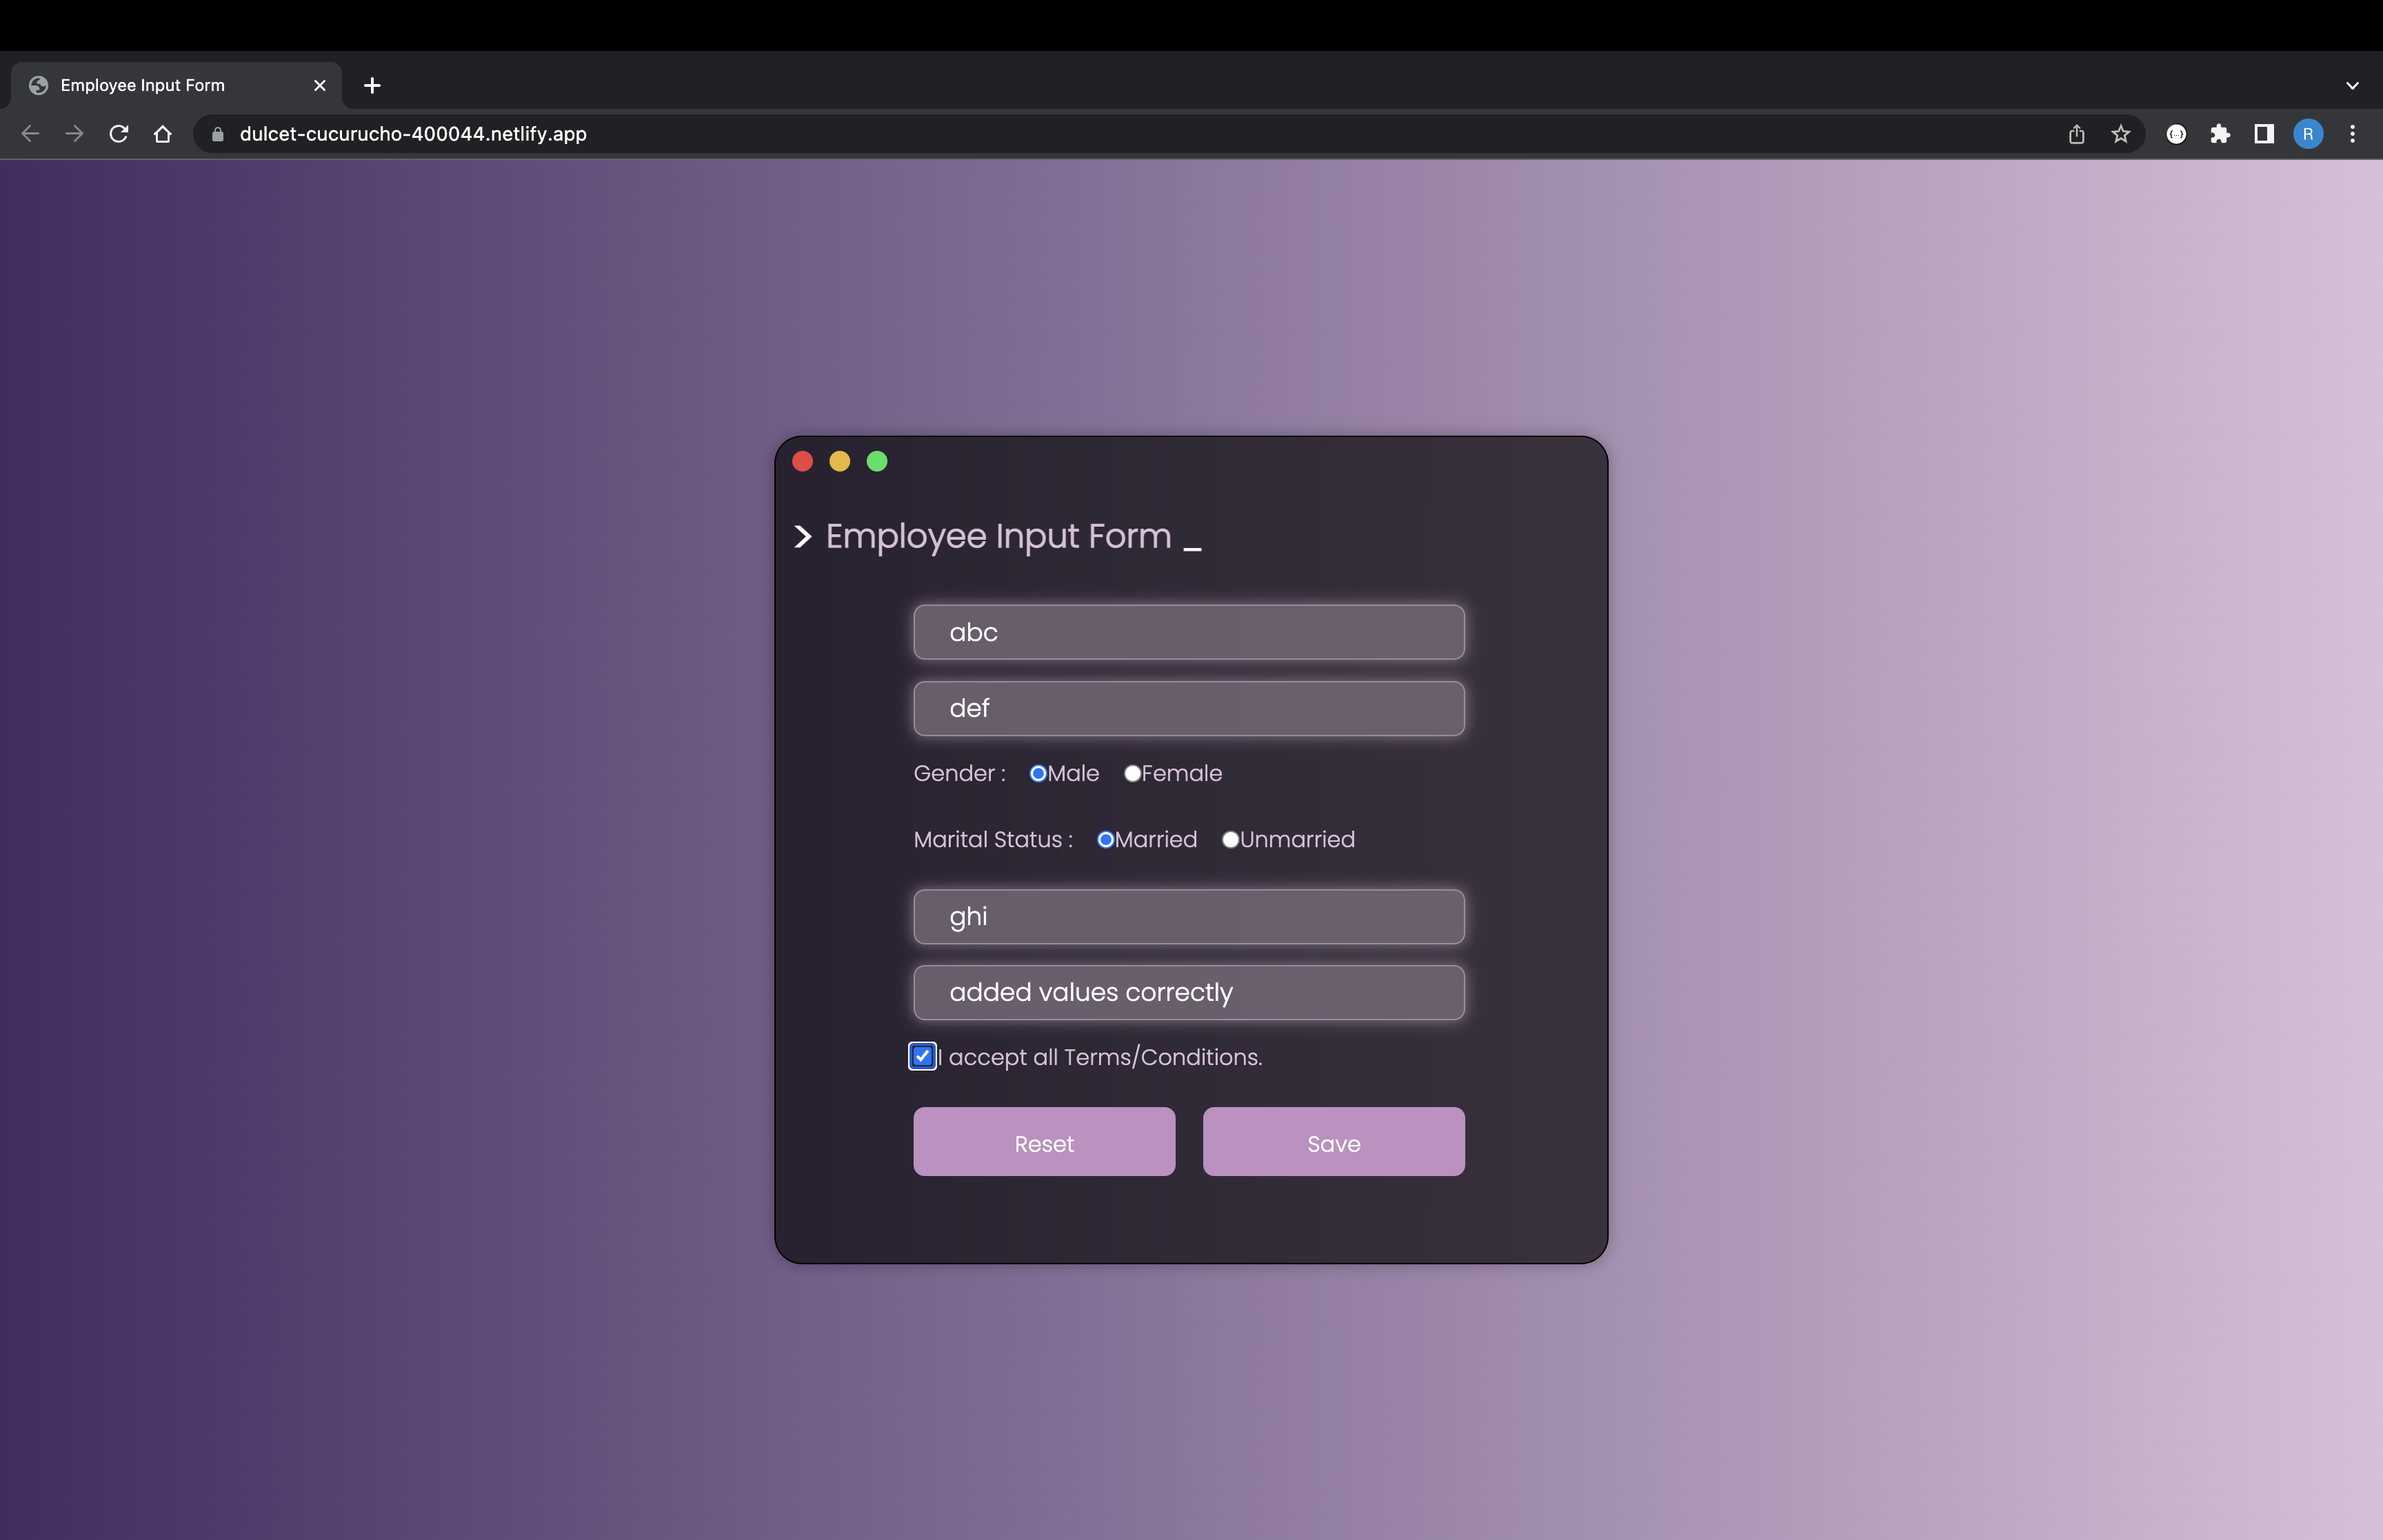 Employee Input Form
dulcet-cucurucho-400044.netlify.app
R
> Employee Input Form _
abc
def
Gender : Male Female
Marital Status : Married Unmarried
ghi
added values correctly
I accept all Terms/Conditions.
Reset Save